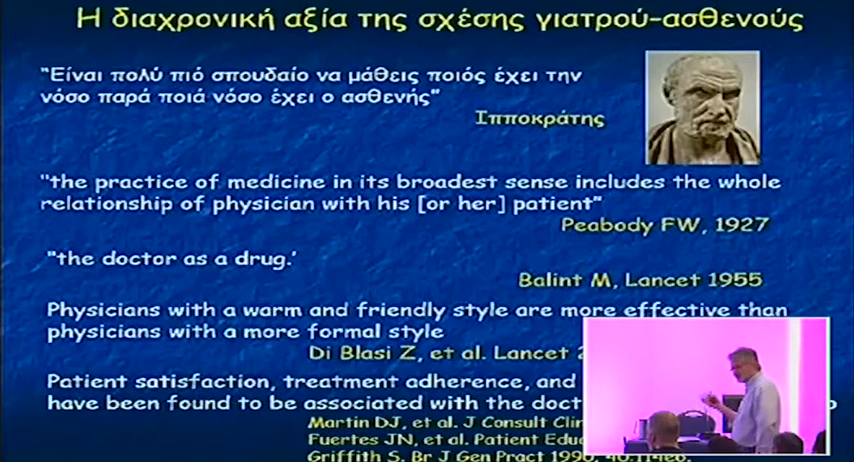 Η διαχρονική αξία της σχέσης γιατρού-ασθενούς
"Είναι πολύ πιό σπουδαίο να μάθεις ποιός έχει την
νόσο παρά ποιά νόσο έχει ο ασθενής"
Ιπποκράτης
"the practice of medicine in its broadest sense includes the whole
relationship of physician with his [or her] patient"
Peabody FW, 1927
"the doctor as a drug.'
Balint M, Lancet 1955
Physicians with a warm and friendly style are more effective than
physicians with a more formal style
Di Blasi Z, et al. Lancet
Patient satisfaction, treatment adherence, and
have been found to be associated with the
Martin DJ, et al. J Consult
Fuertes JN, et al. Patient
Griffith S. Br J Gen Pract